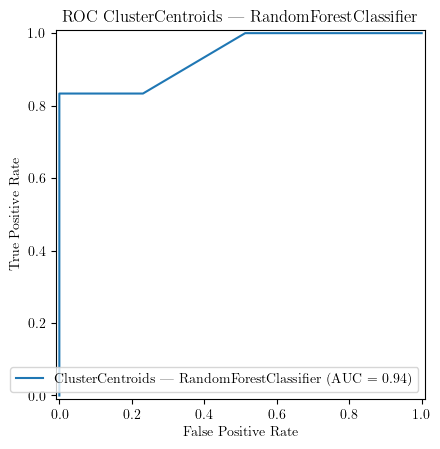 ROC ClusterCentroids — RandomForestClassifier
1.0
0.8
0.6
0.4
0.2
0.0
True Positive Rate
ClusterCentroids — RandomForestClassifier (AUC = 0.94)
0.0 0.2 0.4 0.6 0.8 1.0
False Positive Rate